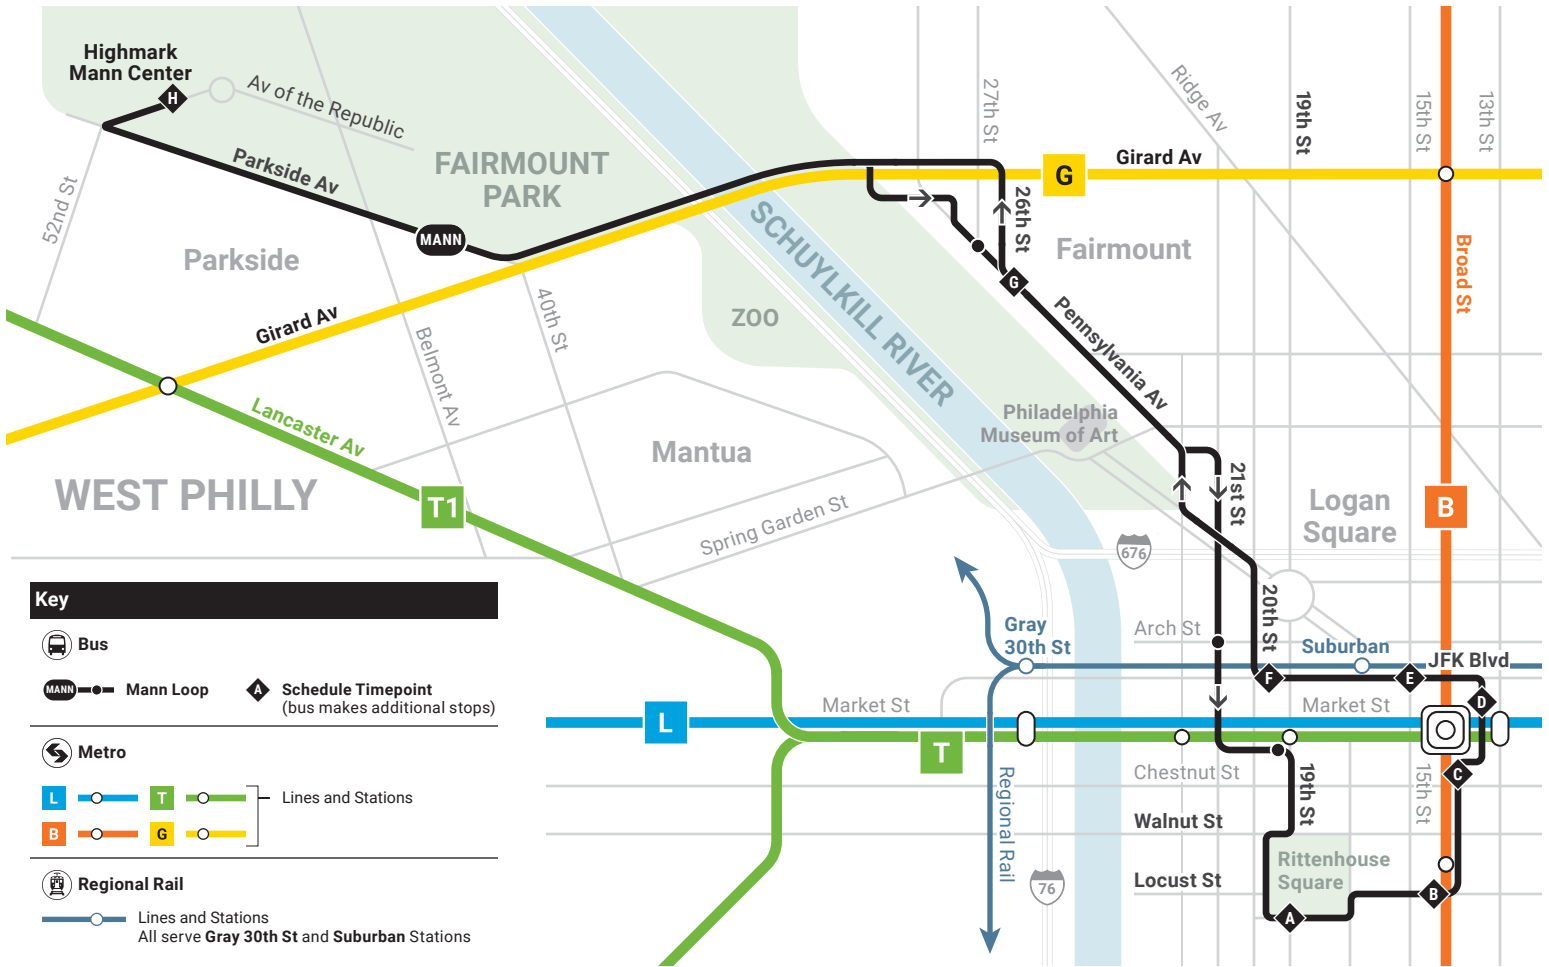 Highmark
Mann Center
H
Av of the Republic
Parkside Av
52nd St
MANN
FAIRMOUNT
PARK
Parkside
Girard Av
Belmont Av
40th St
ZOO
SCHUYLKILL RIVER
27th St
Ridge Av
19th St
15th St
13th St
G
Girard Av
26th St
Fairmount
G
Broad St
Pennsylvania Av
Philadelphia
Museum of Art
Lancaster Av
WEST PHILLY
T1
Mantua
Spring Garden St
21st St
Logan
Square
B
676
20th St
Arch St
Gray
30th St
Suburban
JFK Blvd
F
E
D
Market St
Market St
L
T
Regional Rail
Chestnut St
19th St
15th St
C
Walnut St
Rittenhouse
Square
Locust St
B
A
76
Key
Bus
MANN
Mann Loop
A
Schedule Timepoint
(bus makes additional stops)
Metro
L
T
Lines and Stations
B
G
Regional Rail
Lines and Stations
All serve Gray 30th St and Suburban Stations